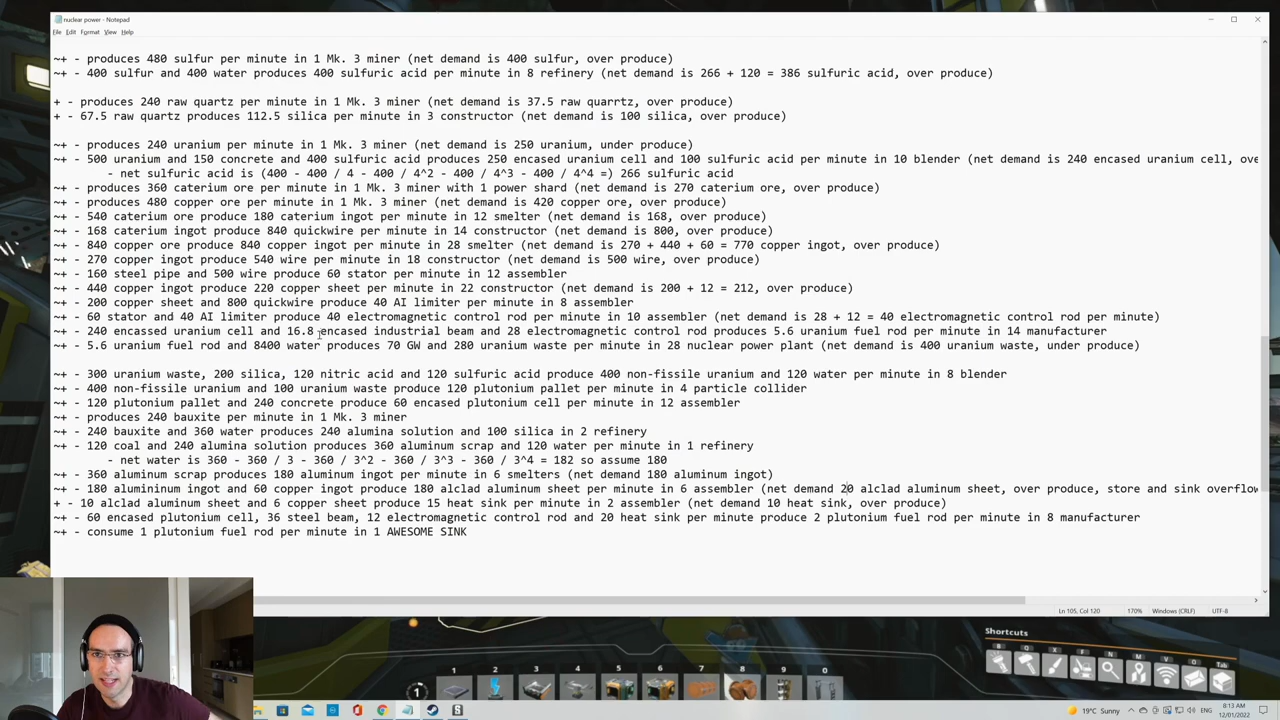 nuclear power - Notepad
File Edit Format View Help
~+ - produces 480 sulfur per minute in 1 Mk. 3 miner (net demand is 400 sulfur, over produce)
~+ - 400 sulfur and 400 water produces 400 sulfuric acid per minute in 8 refinery (net demand is 266 + 120 = 386 sulfuric acid, over produce)
+ - produces 240 raw quartz per minute in 1 Mk. 3 miner (net demand is 37.5 raw quarrtz, over produce)
+ - 67.5 raw quartz produces 112.5 silica per minute in 3 constructor (net demand is 100 silica, over produce)
~+ - produces 240 uranium per minute in 1 Mk. 3 miner (net demand is 250 uranium, under produce)
~+ - 500 uranium and 150 concrete and 400 sulfuric acid produces 250 encased uranium cell and 100 sulfuric acid per minute in 10 blender (net demand is 240 encased uranium cell, ove
- net sulfuric acid is (400 - 400 / 4 - 400 / 4^2 - 400 / 4^3 - 400 / 4^4 =) 266 sulfuric acid
~+ - produces 360 caterium ore per minute in 1 Mk. 3 miner with 1 power shard (net demand is 270 caterium ore, over produce)
~+ - produces 480 copper ore per minute in 1 Mk. 3 miner (net demand is 420 copper ore, over produce)
~+ - 540 caterium ore produce 180 caterium ingot per minute in 12 smelter (net demand is 168, over produce)
~+ - 168 caterium ingot produce 840 quickwire per minute in 14 constructor (net demand is 800, over produce)
~+ - 840 copper ore produce 840 copper ingot per minute in 28 smelter (net demand is 270 + 440 + 60 = 770 copper ingot, over produce)
~+ - 270 copper ingot produce 540 wire per minute in 18 constructor (net demand is 500 wire, over produce)
~+ - 160 steel pipe and 500 wire produce 60 stator per minute in 12 assembler
~+ - 440 copper ingot produce 220 copper sheet per minute in 22 constructor (net demand is 200 + 12 = 212, over produce)
~+ - 200 copper sheet and 800 quickwire produce 40 AI limiter per minute in 8 assembler
~+ - 60 stator and 40 AI limiter produce 40 electromagnetic control rod per minute in 10 assembler (net demand is 28 + 12 = 40 electromagnetic control rod per minute)
~+ - 240 encassed uranium cell and 16.8 encased industrial beam and 28 electromagnetic control rod produces 5.6 uranium fuel rod per minute in 14 manufacturer
~+ - 5.6 uranium fuel rod and 8400 water produces 70 GW and 280 uranium waste per minute in 28 nuclear power plant (net demand is 400 uranium waste, under produce)
~+ - 300 uranium waste, 200 silica, 120 nitric acid and 120 sulfuric acid produce 400 non-fissile uranium and 120 water per minute in 8 blender
~+ - 400 non-fissile uranium and 100 uranium waste produce 120 plutonium pallet per minute in 4 particle collider
~+ - 120 plutonium pallet and 240 concrete produce 60 encased plutonium cell per minute in 12 assembler
~+ - produces 240 bauxite per minute in 1 Mk. 3 miner
~+ - 240 bauxite and 360 water produces 240 alumina solution and 100 silica in 2 refinery
~+ - 120 coal and 240 alumina solution produces 360 aluminum scrap and 120 water per minute in 1 refinery
- net water is 360 - 360 / 3 - 360 / 3^2 - 360 / 3^3 - 360 / 3^4 = 182 so assume 180
~+ - 360 aluminum scrap produces 180 aluminum ingot per minute in 6 smelters (net demand 180 aluminum ingot)
~+ - 180 alumininum ingot and 60 copper ingot produce 180 alclad aluminum sheet per minute in 6 assembler (net demand 20 alclad aluminum sheet, over produce, store and sink overflow
+ - 10 alclad aluminum sheet and 6 copper sheet produce 15 heat sink per minute in 2 assembler (net demand 10 heat sink, over produce)
~+ - 60 encased plutonium cell, 36 steel beam, 12 electromagnetic control rod and 20 heat sink per minute produce 2 plutonium fuel rod per minute in 8 manufacturer
~+ - consume 1 plutonium fuel rod per minute in 1 AWESOME SINK
Ln 105, Col 120 170% Windows (CRLF) UTF-8
Shortcuts
B Q X F N M V O Tab
1 1 2 3 4 5 6 7 8 9 0
19°C Sunny ENG 8:13 AM
12/01/2022